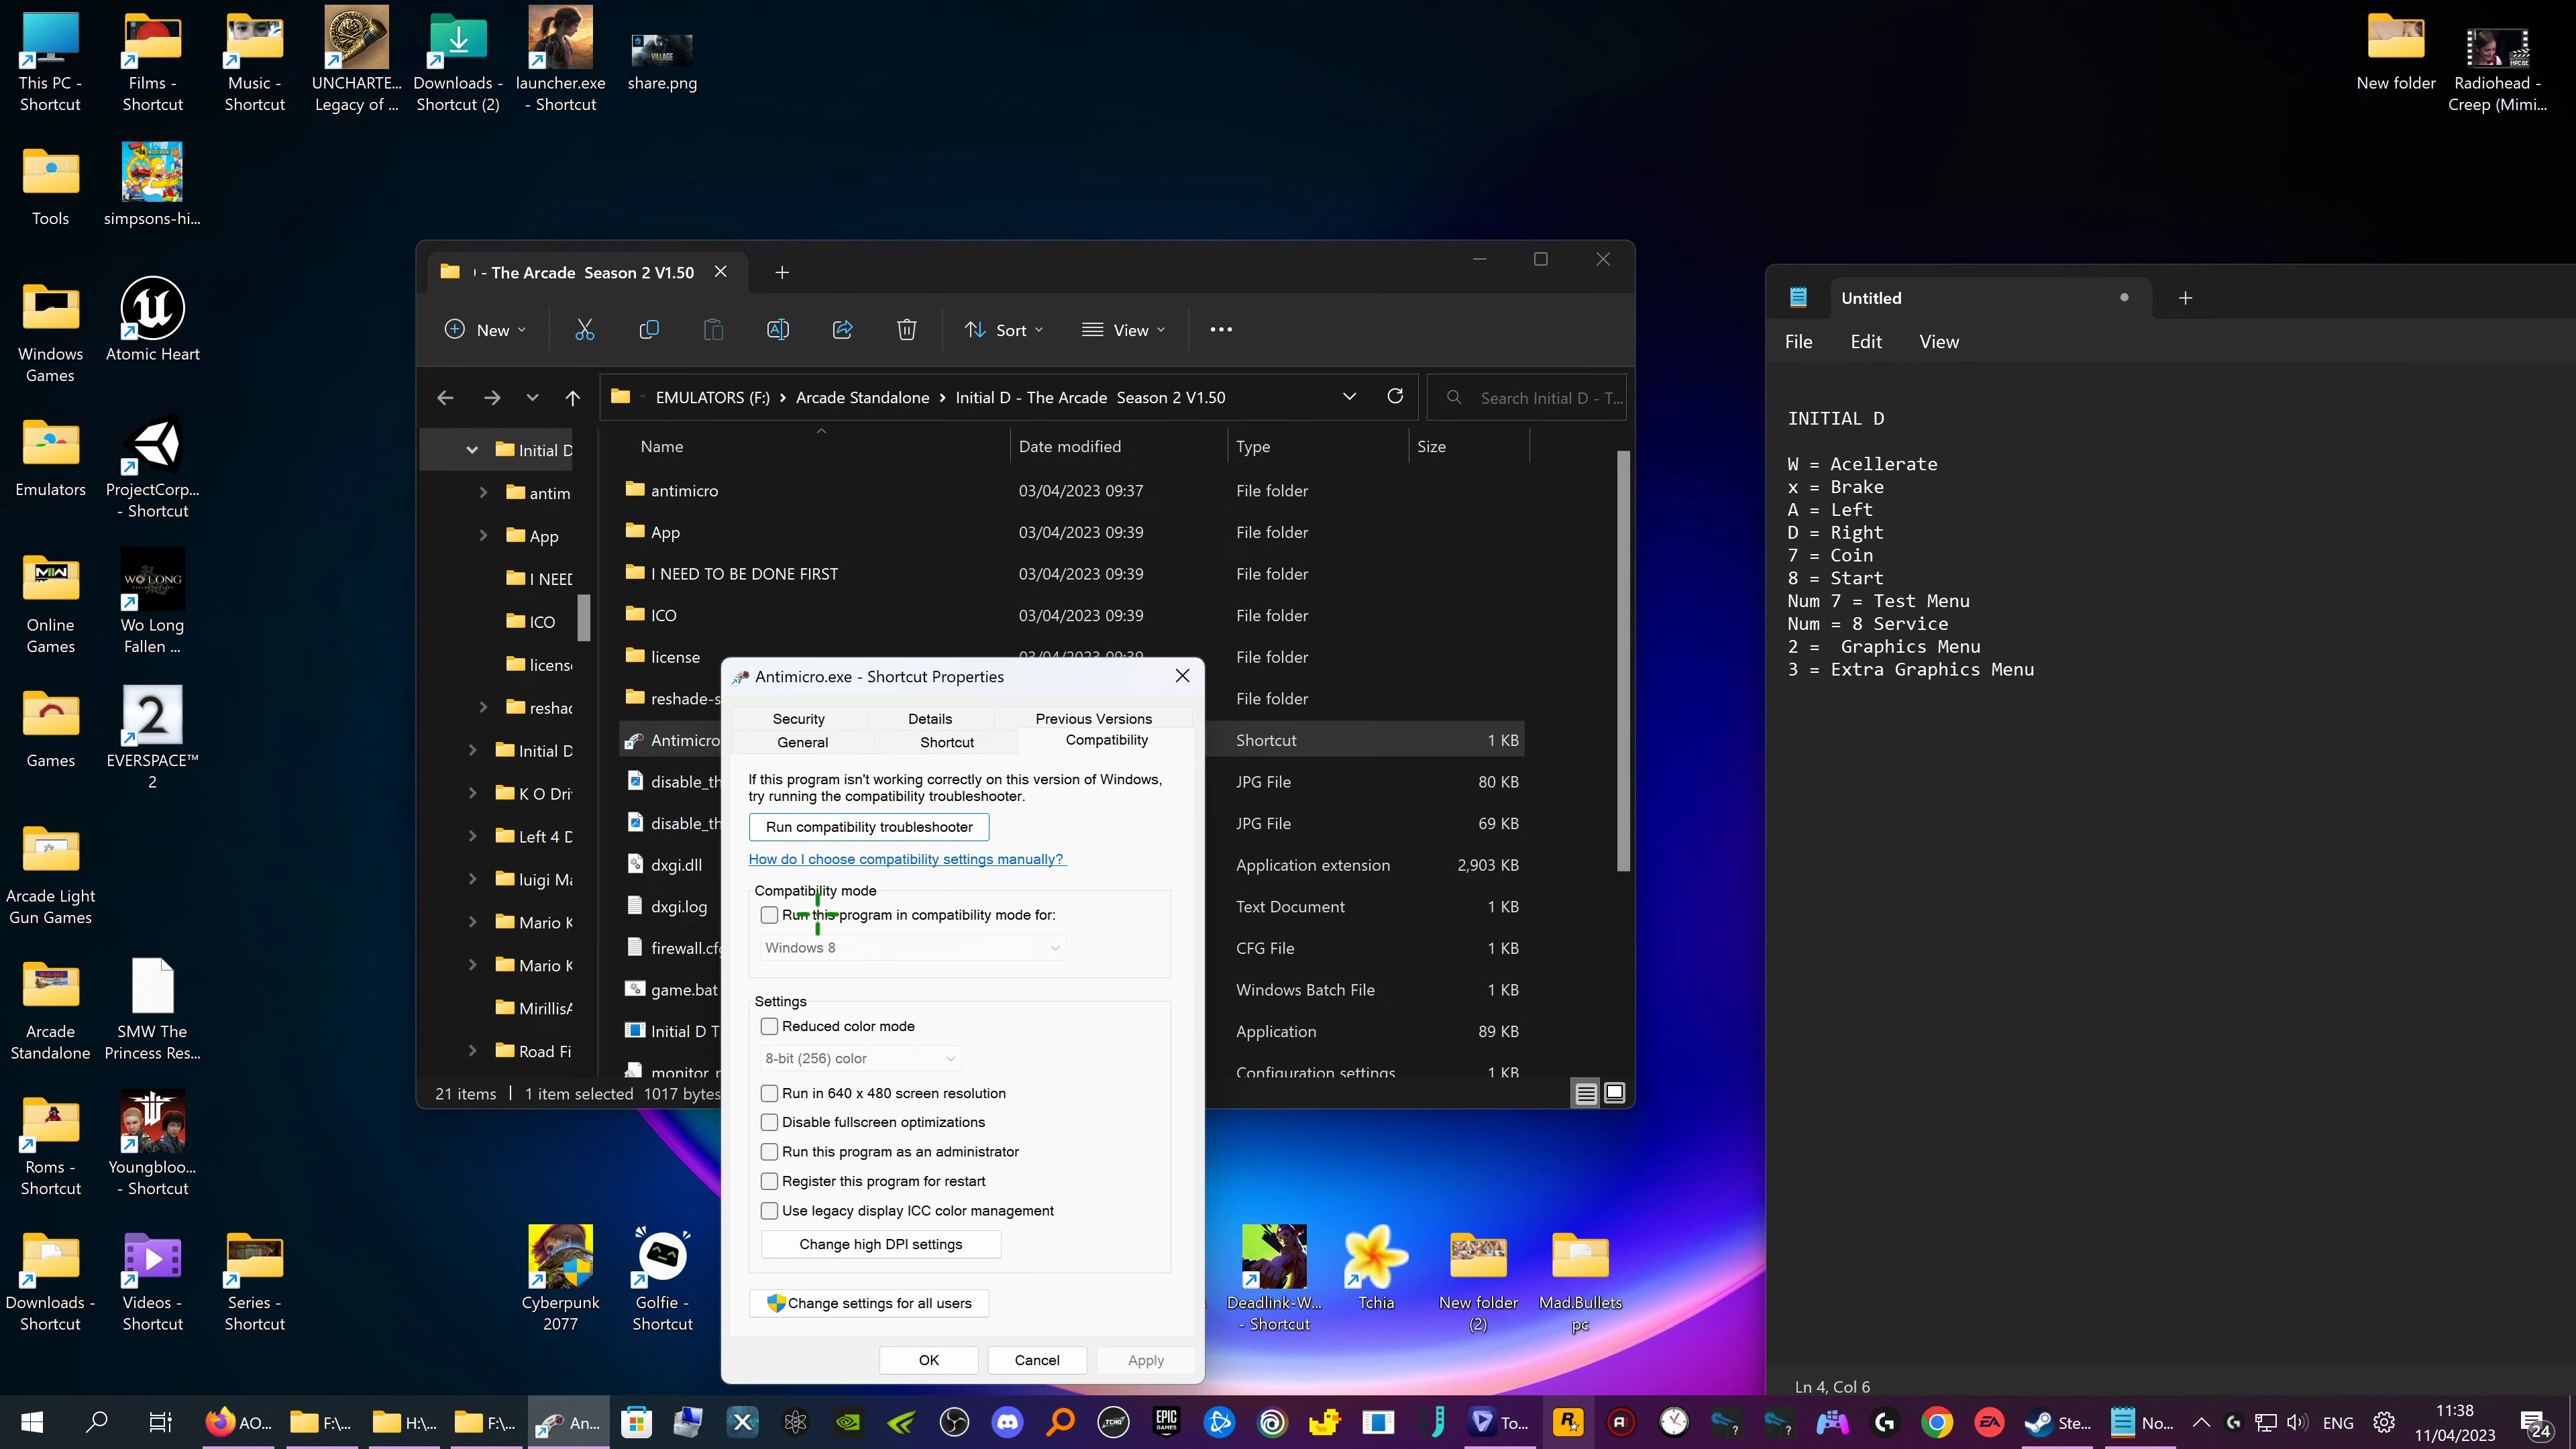 This PC -
Shortcut
Films -
Shortcut
Music -
Shortcut
UNCHARTE...
Legacy of ...
Downloads -
Shortcut (2)
launcher.exe
- Shortcut
share.png
VILLAGE
New folder
Radiohead -
Creep (Mimi...
Tools
simpsons-hi...
Windows
Games
Atomic Heart
Emulators
ProjectCorp...
- Shortcut
Online
Games
WO LONG
Wo Long
Fallen ...
Games
2
EVERSPACE™
2
Arcade Light
Gun Games
Arcade
Standalone
SMW The
Princess Res...
Roms -
Shortcut
Youngbloo...
- Shortcut
Downloads -
Shortcut
Videos -
Shortcut
Series -
Shortcut
Cyberpunk
2077
Golfie -
Shortcut
Deadlink-W...
- Shortcut
Tchia
New folder
(2)
Mad.Bullets
pc
- The Arcade Season 2 V1.50
New
Sort
View
EMULATORS (F:) > Arcade Standalone > Initial D - The Arcade Season 2 V1.50
Search Initial D - T...
Initial D
antim
App
I NEED
ICO
license
reshad
Initial D
K O Dri
Left 4 D
luigi Ma
Mario K
Mario K
MirillisA
Road Fi
Name Date modified Type Size
antimicro 03/04/2023 09:37 File folder
App 03/04/2023 09:39 File folder
I NEED TO BE DONE FIRST 03/04/2023 09:39 File folder
ICO 03/04/2023 09:39 File folder
license 03/04/2023 09:39 File folder
reshade-s File folder
Antimicro Shortcut 1 KB
disable_th JPG File 80 KB
disable_th JPG File 69 KB
dxgi.dll Application extension 2,903 KB
dxgi.log Text Document 1 KB
firewall.cfg CFG File 1 KB
game.bat Windows Batch File 1 KB
Initial D T Application 89 KB
monitor_r Configuration settings 1 KB
21 items | 1 item selected 1017 bytes
Antimicro.exe - Shortcut Properties
Security Details Previous Versions
General Shortcut Compatibility
If this program isn't working correctly on this version of Windows,
try running the compatibility troubleshooter.
Run compatibility troubleshooter
How do I choose compatibility settings manually?
Compatibility mode
Run this program in compatibility mode for:
Windows 8
Settings
Reduced color mode
8-bit (256) color
Run in 640 x 480 screen resolution
Disable fullscreen optimizations
Run this program as an administrator
Register this program for restart
Use legacy display ICC color management
Change high DPI settings
Change settings for all users
OK Cancel Apply
Untitled
File Edit View
INITIAL D
W = Acellerate
x = Brake
A = Left
D = Right
7 = Coin
8 = Start
Num 7 = Test Menu
Num = 8 Service
2 =  Graphics Menu
3 = Extra Graphics Menu
Ln 4, Col 6
AO...
F:\...
H:\...
F:\...
An...
EPIC
GAMES
To...
EA
Ste...
No...
ENG
11:38
11/04/2023
24